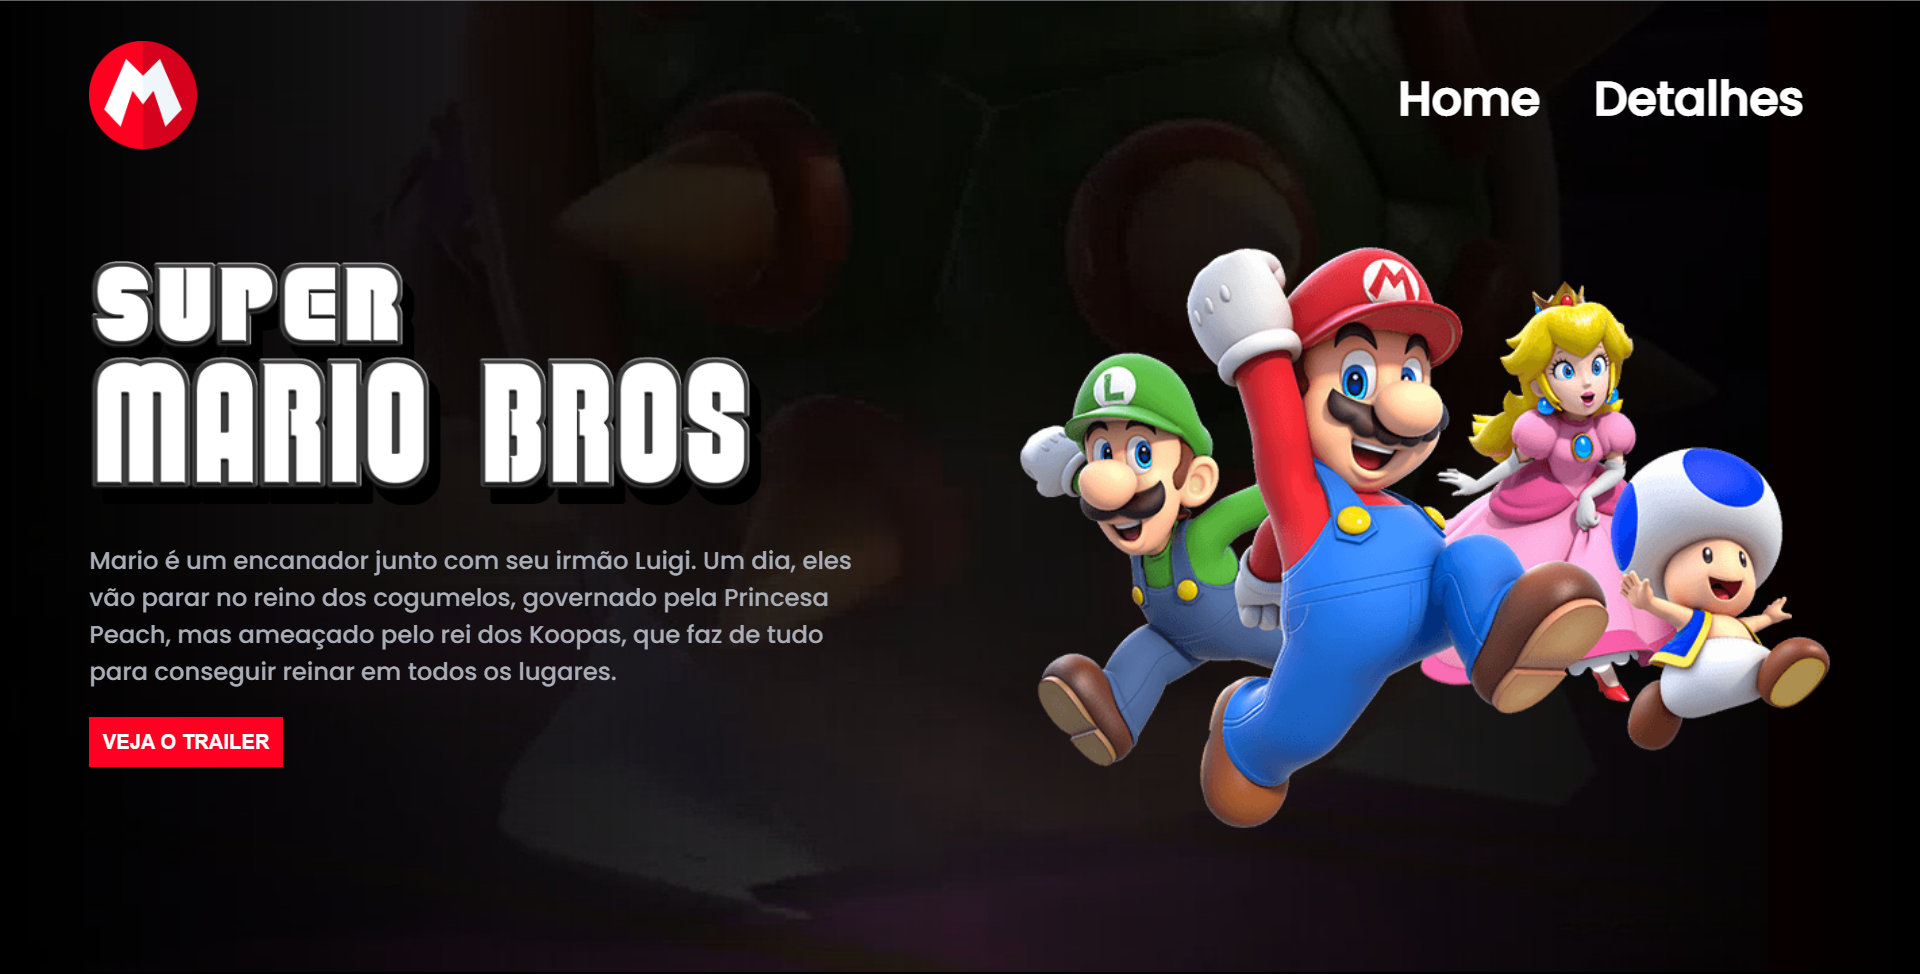 M
Home Detalhes
SUPER
MARIO BROS
M
L
Mario é um encanador junto com seu irmão Luigi. Um dia, eles
vão parar no reino dos cogumelos, governado pela Princesa
Peach, mas ameaçado pelo rei dos Koopas, que faz de tudo
para conseguir reinar em todos os lugares.
VEJA O TRAILER